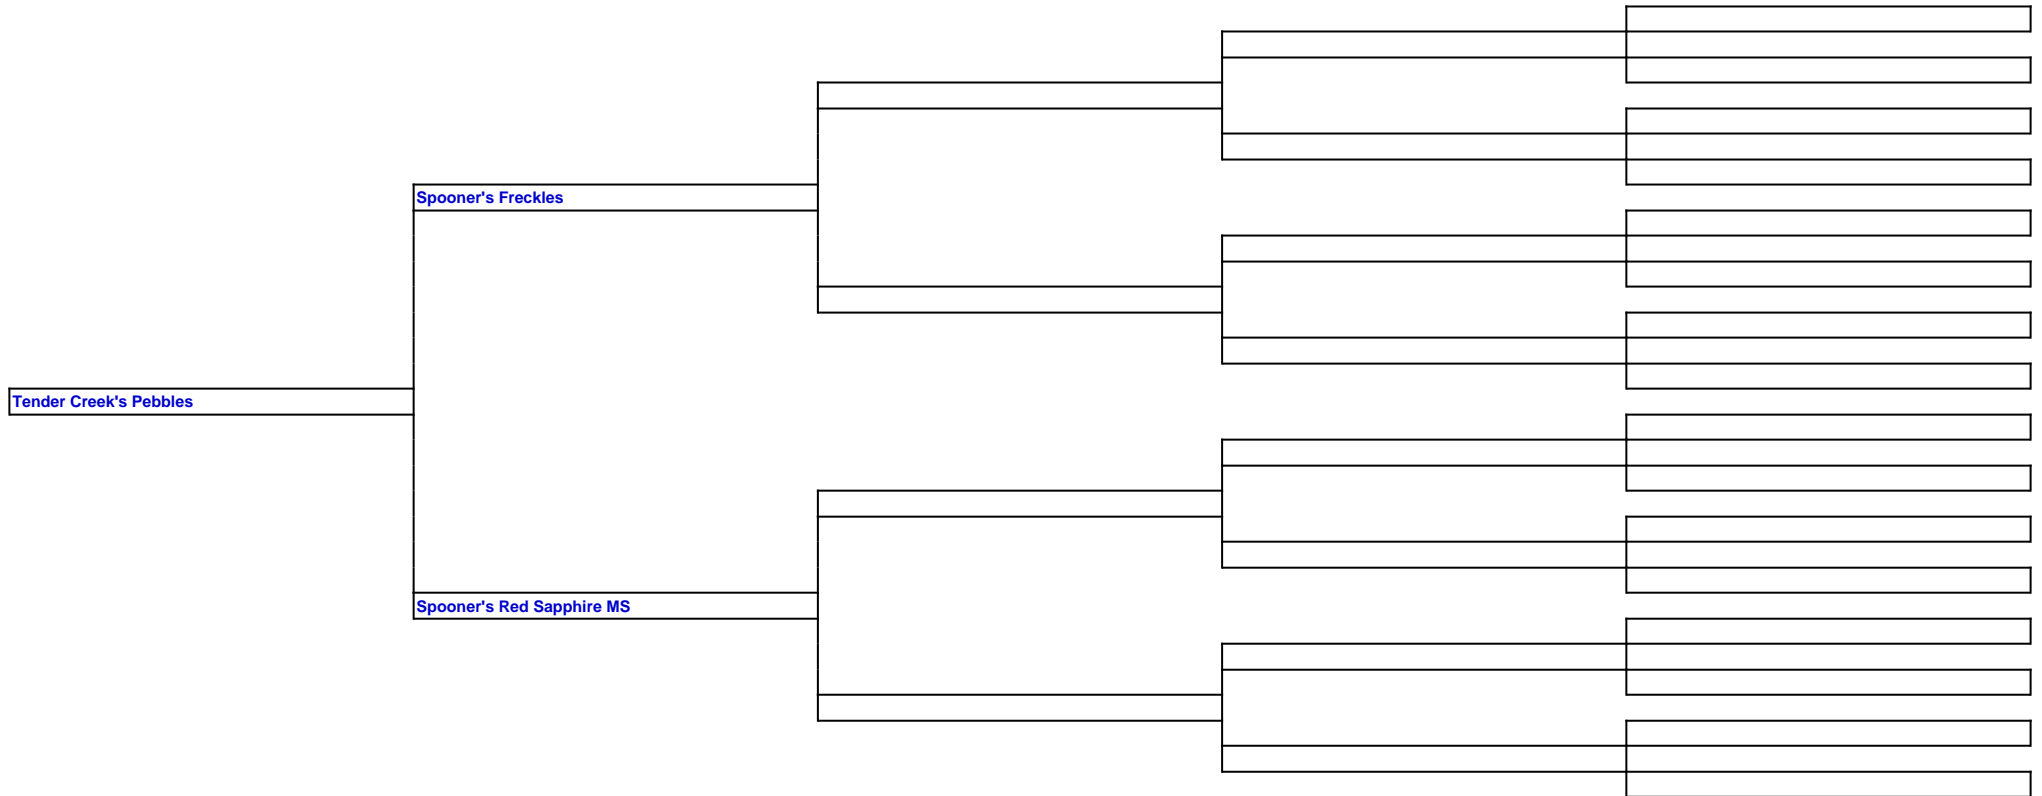 Spooner's Freckles
Tender Creek's Pebbles
Spooner's Red Sapphire MS